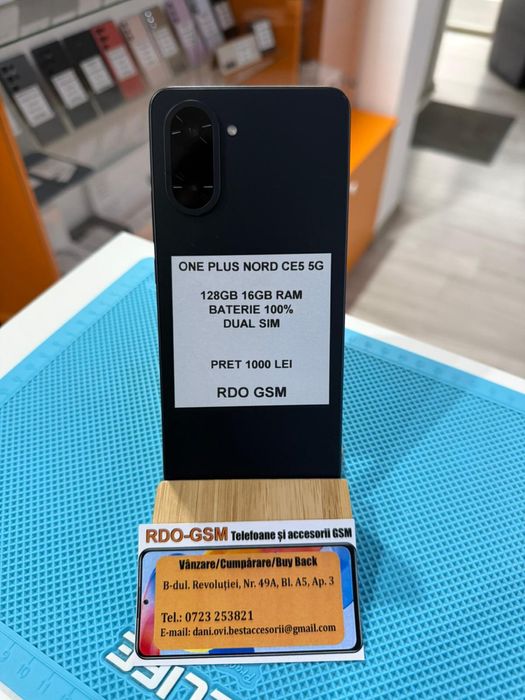 ONE PLUS NORD CE5 5G
128GB 16GB RAM
BATERIE 100%
DUAL SIM
PRET 1000 LEI
RDO GSM
RDO-GSM Telefoane și accesorii GSM
Vânzare/Cumpărare/Buy Back
B-dul. Revoluției, Nr. 49A, Bl. A5, Ap. 3
Tel.: 0723 253821
E-mail: dani.ovi.bestaccesorii@gmail.com